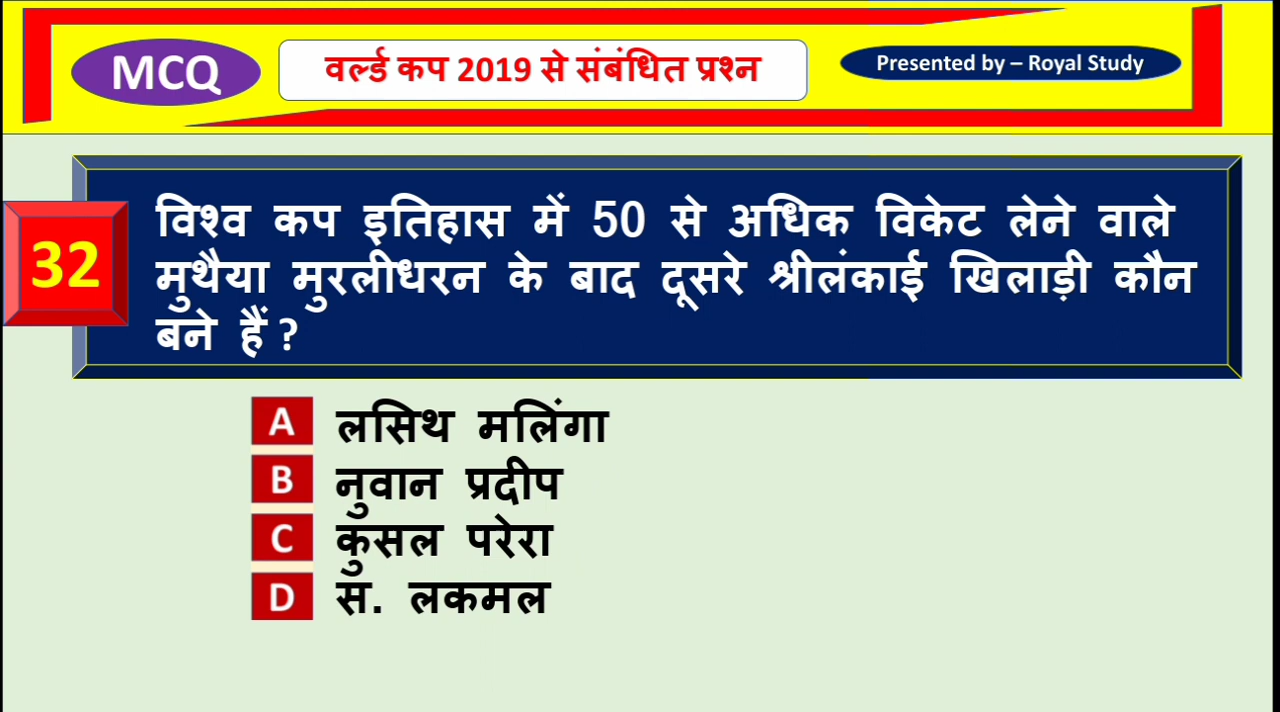 MCQ
वर्ल्ड कप 2019 से संबंधित प्रश्न
Presented by – Royal Study
32
विश्व कप इतिहास में 50 से अधिक विकेट लेने वाले
मुथैया मुरलीधरन के बाद दूसरे श्रीलंकाई खिलाड़ी कौन
बने हैं ?
A लसिथ मलिंगा
B नुवान प्रदीप
C कुसल परेरा
D स. लकमल